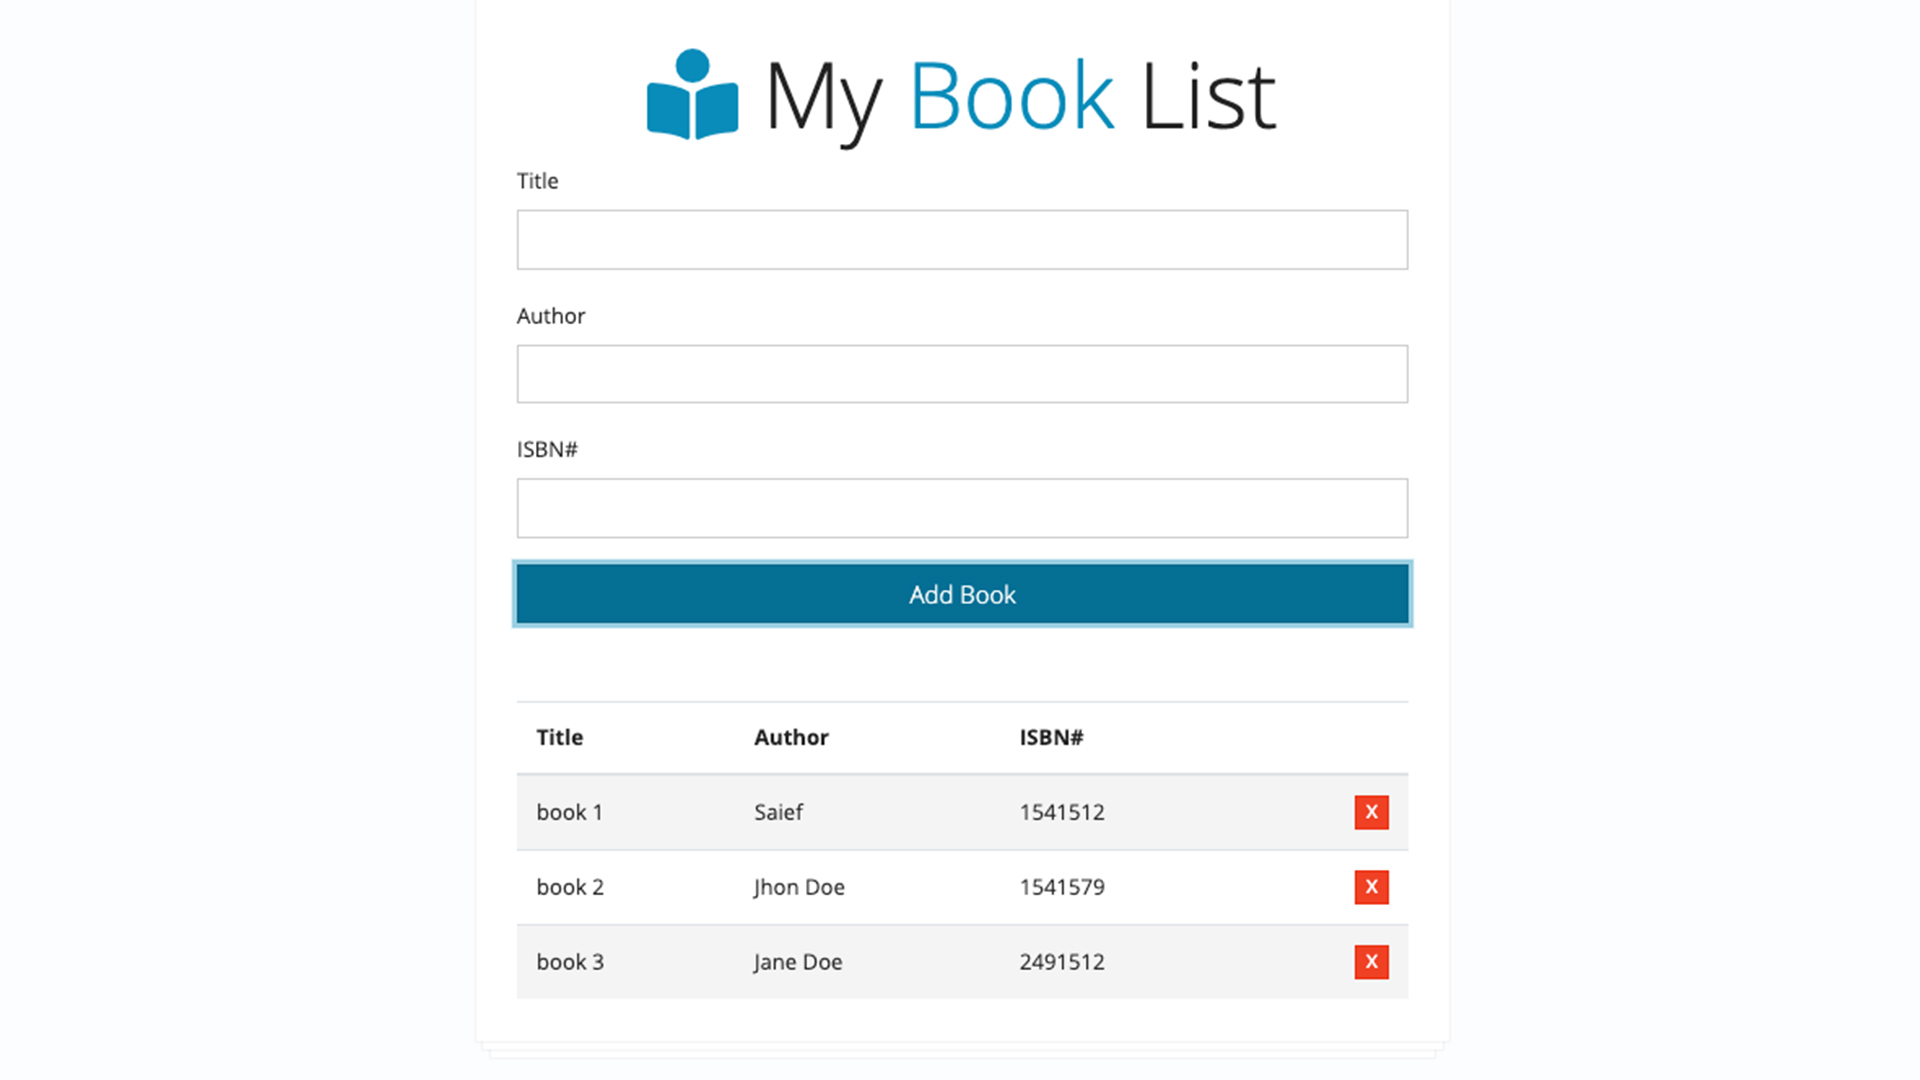 My Book List
Title
Author
ISBN#
Add Book
Title Author ISBN#
book 1 Saief 1541512 X
book 2 Jhon Doe 1541579 X
book 3 Jane Doe 2491512 X